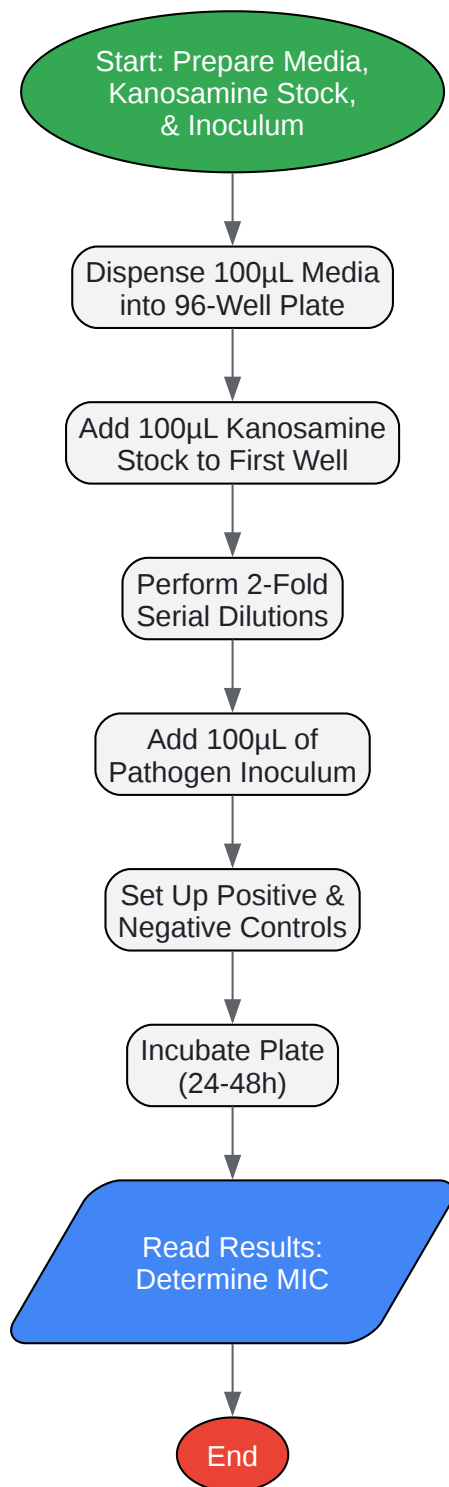 Start: Prepare Media,
Kanosamine Stock,
& Inoculum
Dispense 100µL Media
into 96-Well Plate
Add 100µL Kanosamine
Stock to First Well
Perform 2-Fold
Serial Dilutions
Add 100µL of
Pathogen Inoculum
Set Up Positive &
Negative Controls
Incubate Plate
(24-48h)
Read Results:
Determine MIC
End